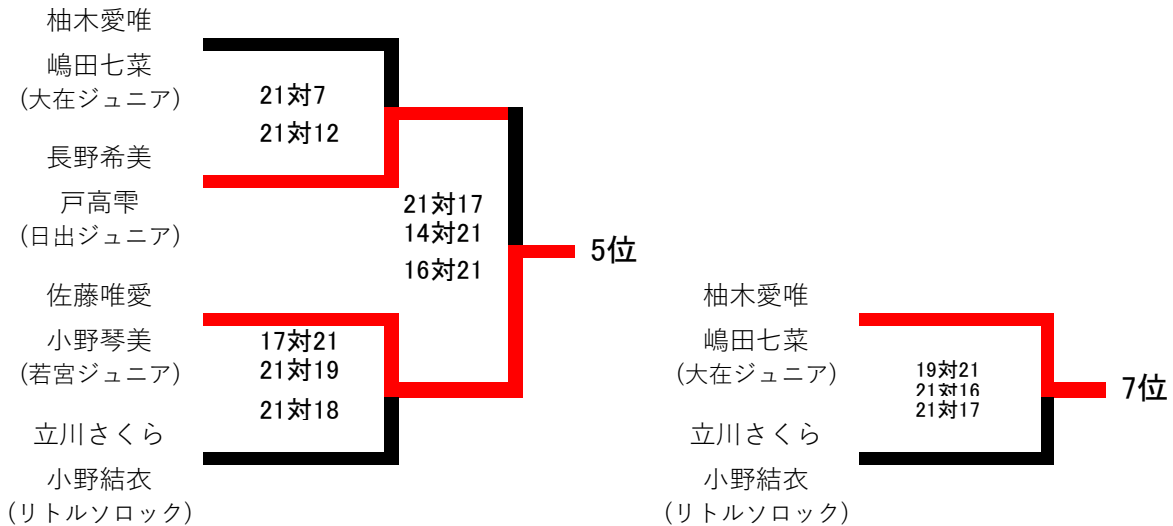 柚木愛唯
嶋田七菜
(大在ジュニア)
21対7
21対12
長野希美
戸高雫
(日出ジュニア)
21対17
14対21
16対21
5位
佐藤唯愛
小野琴美
(若宮ジュニア)
17対21
21対19
21対18
立川さくら
小野結衣
(リトルソロック)
柚木愛唯
嶋田七菜
(大在ジュニア)
19対21
21対16
21対17
7位
立川さくら
小野結衣
(リトルソロック)